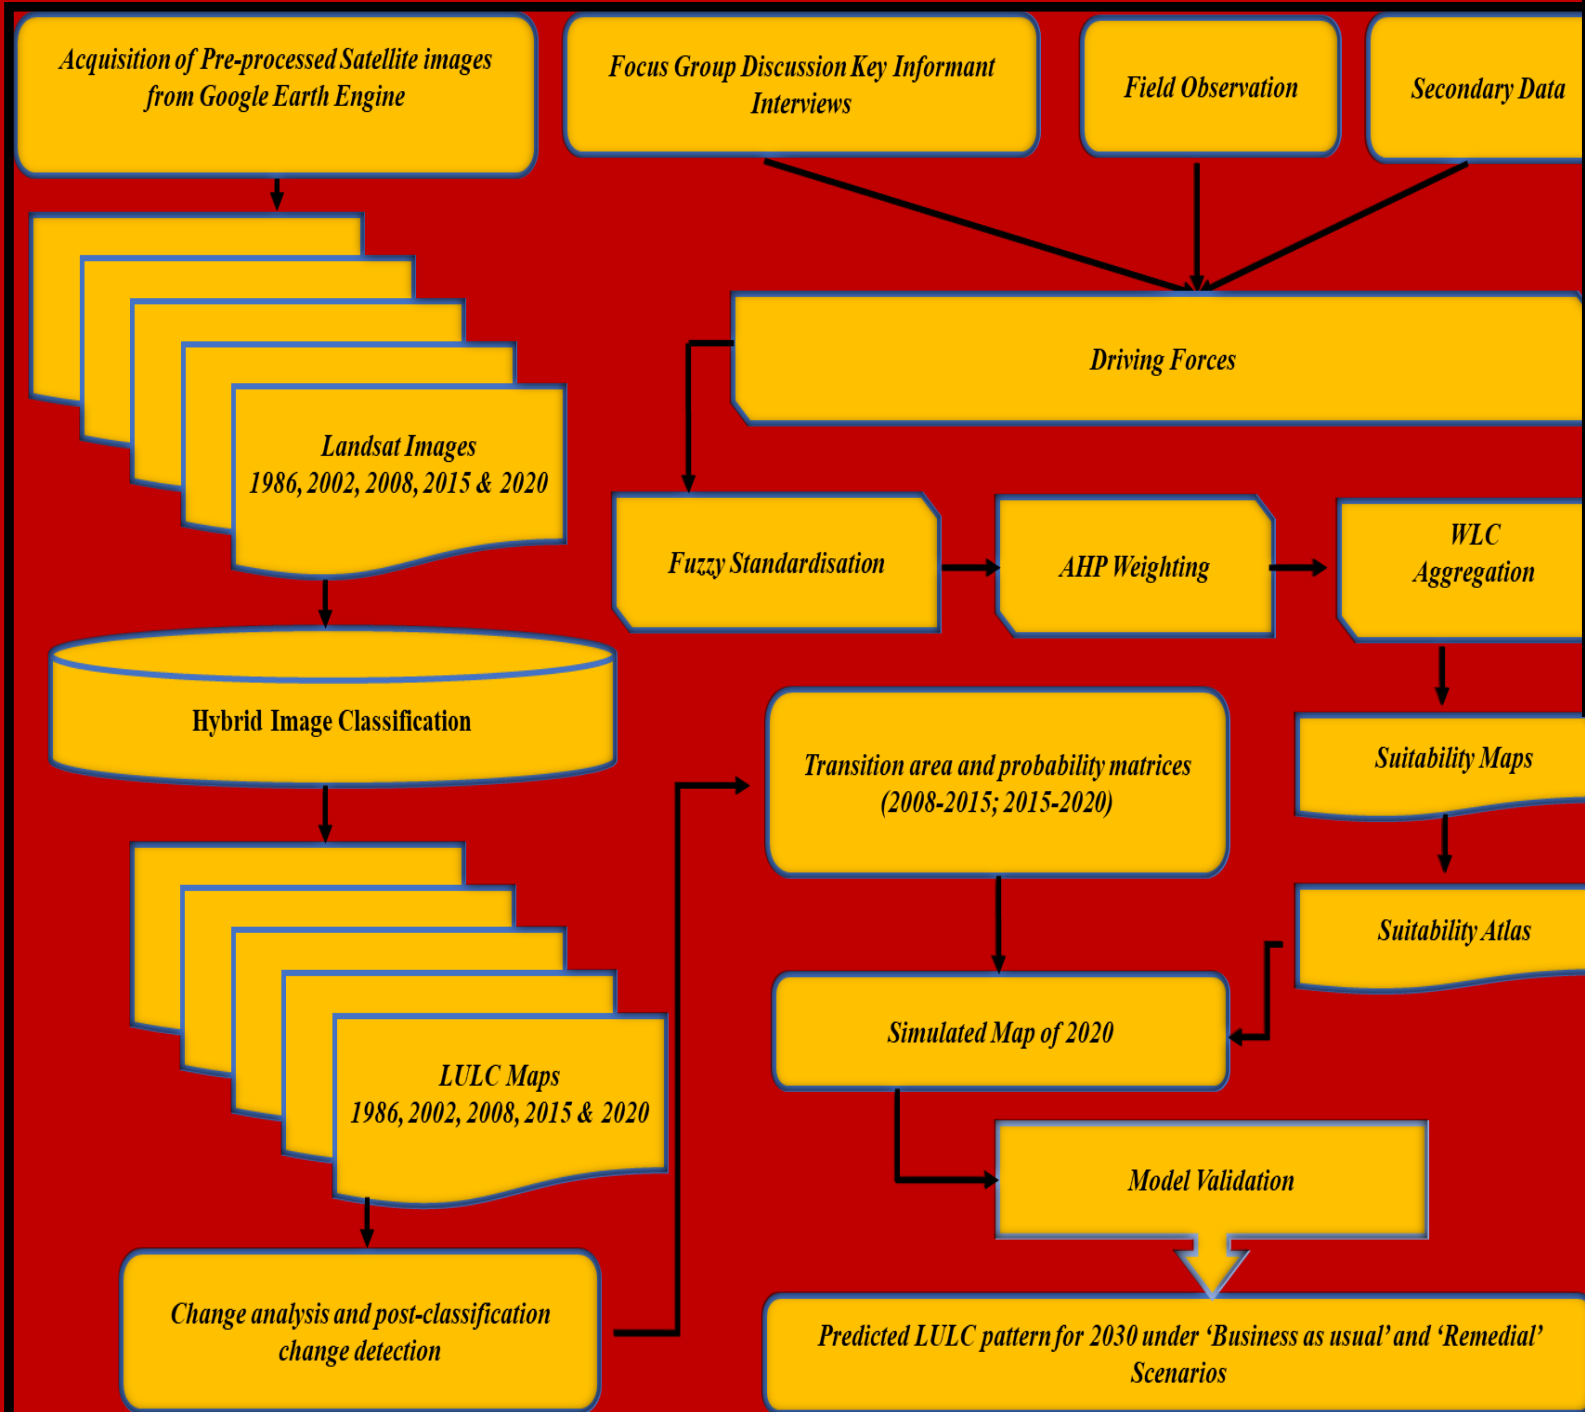 Acquisition of Pre-processed Satellite images
from Google Earth Engine
Focus Group Discussion Key Informant
Interviews
Field Observation
Secondary Data
Driving Forces
Landsat Images
1986, 2002, 2008, 2015 & 2020
Fuzzy Standardisation
AHP Weighting
WLC
Aggregation
Hybrid Image Classification
Transition area and probability matrices
(2008-2015; 2015-2020)
Suitability Maps
Suitability Atlas
Simulated Map of 2020
LULC Maps
1986, 2002, 2008, 2015 & 2020
Model Validation
Change analysis and post-classification
change detection
Predicted LULC pattern for 2030 under ‘Business as usual’ and ‘Remedial’
Scenarios